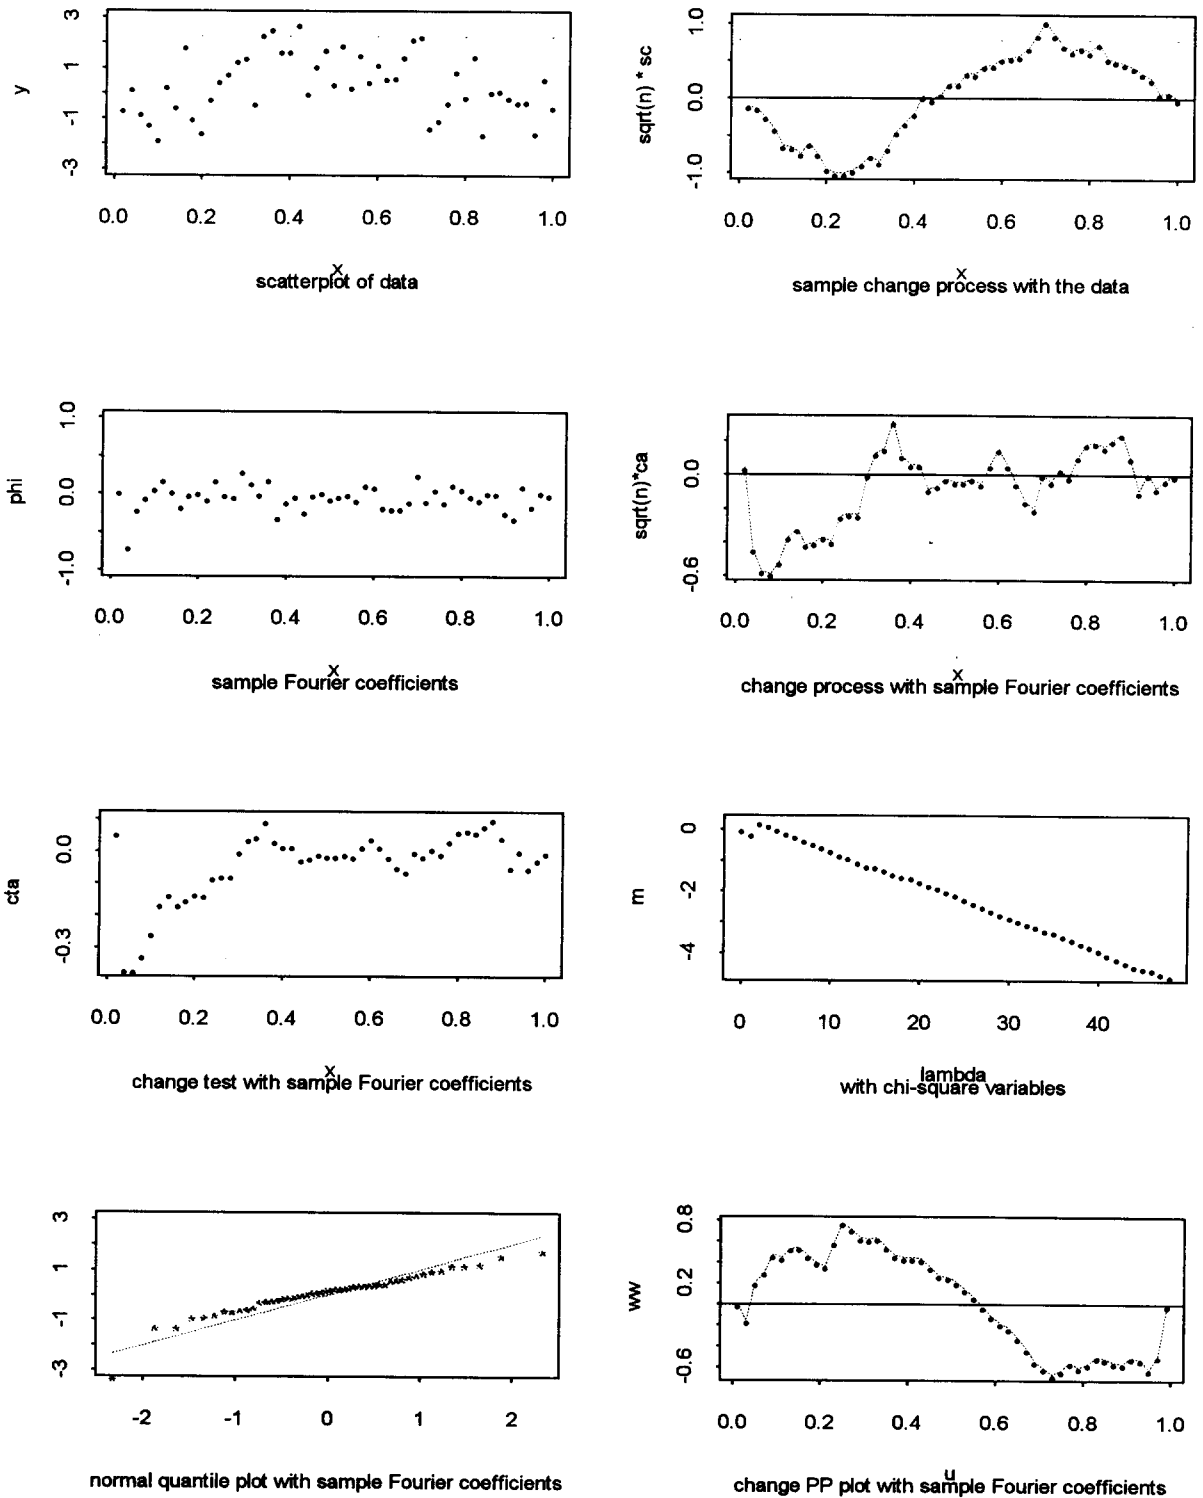 3
1
-1
-3
y
0.0 0.2 0.4 0.6 0.8 1.0
x
scatterplot of data
1.0
0.0
-1.0
sqrt(n) * sc
0.0 0.2 0.4 0.6 0.8 1.0
x
sample change process with the data
1.0
0.0
-1.0
phi
0.0 0.2 0.4 0.6 0.8 1.0
x
sample Fourier coefficients
0.0
-0.6
sqrt(n)*ca
0.0 0.2 0.4 0.6 0.8 1.0
x
change process with sample Fourier coefficients
0.0
-0.3
cta
0.0 0.2 0.4 0.6 0.8 1.0
x
change test with sample Fourier coefficients
0
-2
-4
m
0 10 20 30 40
lambda
with chi-square variables
3
1
-1
-3
-2 -1 0 1 2
normal quantile plot with sample Fourier coefficients
0.8
0.2
-0.6
ww
0.0 0.2 0.4 0.6 0.8 1.0
u
change PP plot with sample Fourier coefficients